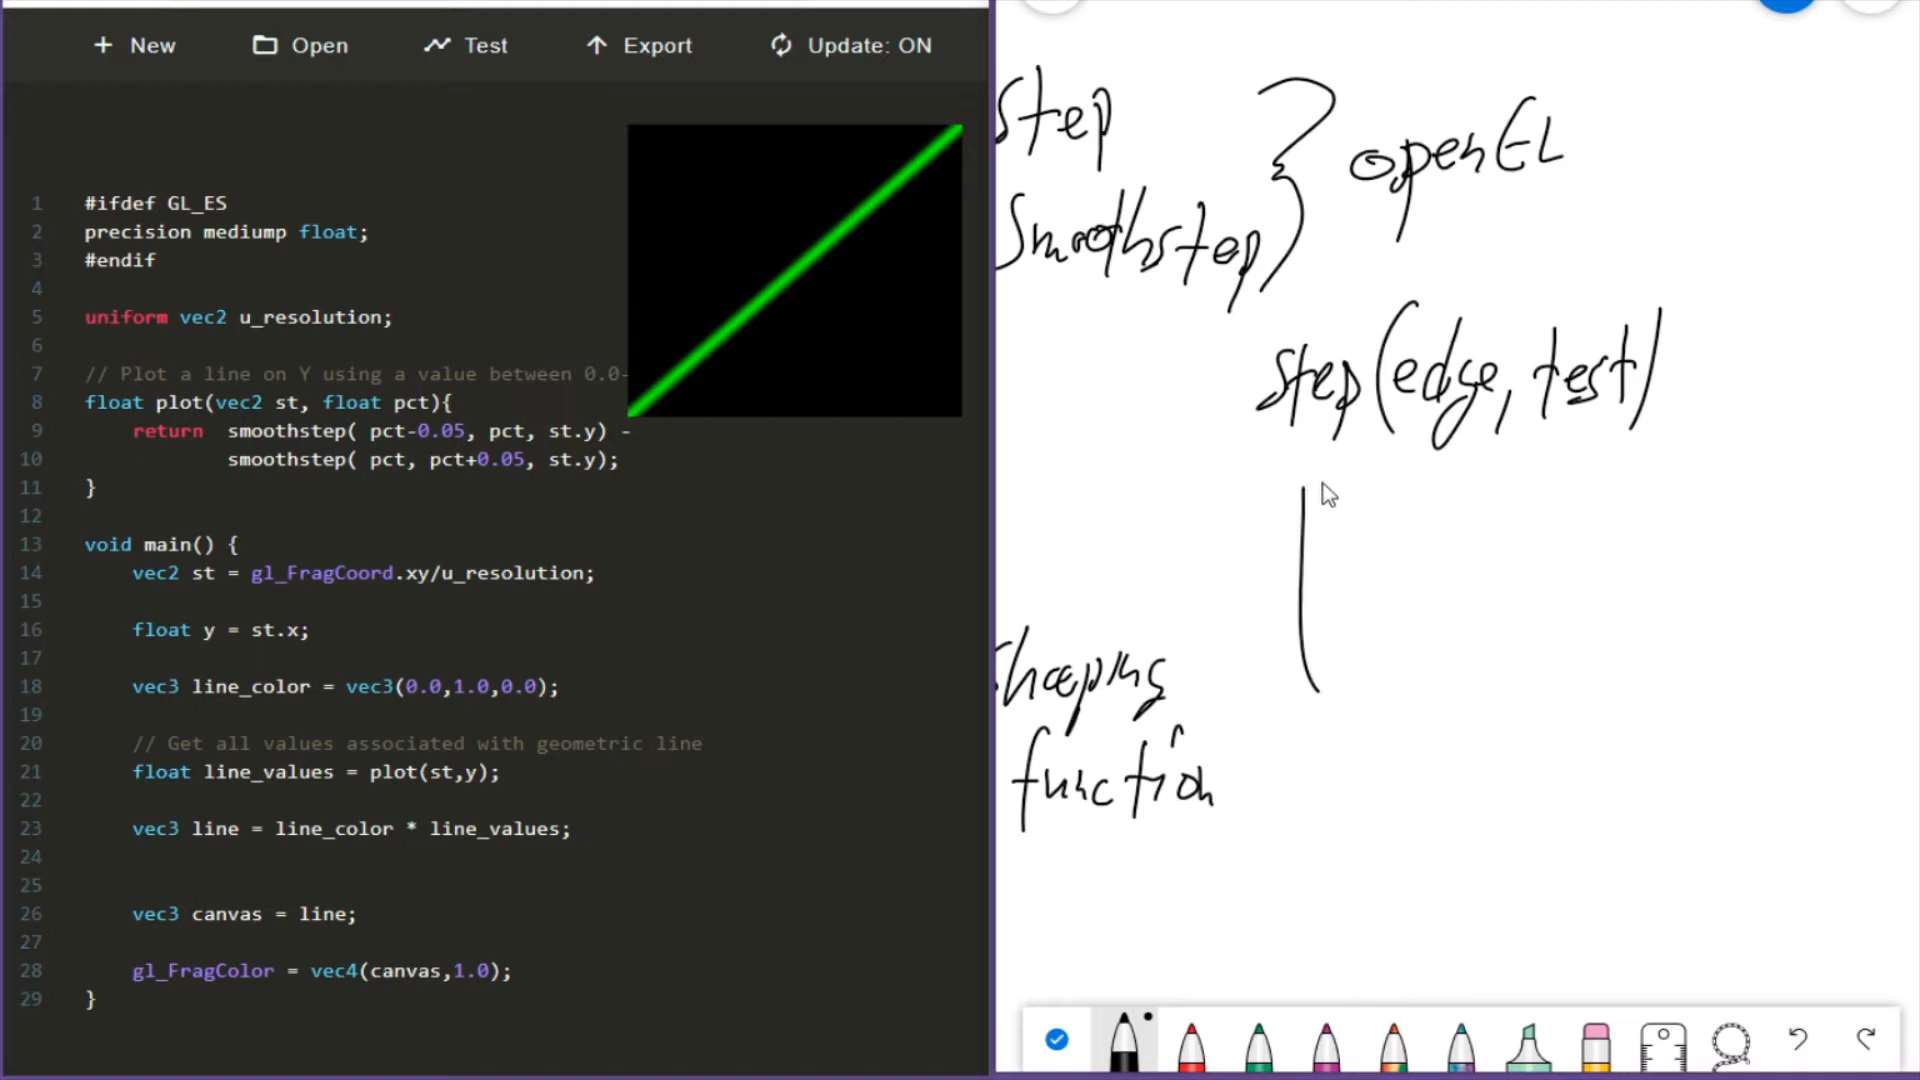 New Open Test Export Update: ON
1 #ifdef GL_ES
2 precision mediump float;
3 #endif
4
5 uniform vec2 u_resolution;
6
7 // Plot a line on Y using a value between 0.0-
8 float plot(vec2 st, float pct){
9 return smoothstep( pct-0.05, pct, st.y) -
10 smoothstep( pct, pct+0.05, st.y);
11 }
12
13 void main() {
14 vec2 st = gl_FragCoord.xy/u_resolution;
15
16 float y = st.x;
17
18 vec3 line_color = vec3(0.0,1.0,0.0);
19
20 // Get all values associated with geometric line
21 float line_values = plot(st,y);
22
23 vec3 line = line_color * line_values;
24
25
26 vec3 canvas = line;
27
28 gl_FragColor = vec4(canvas,1.0);
29 }
Step
Smoothstep
openGL
step(edge, test)
Shaeping
function